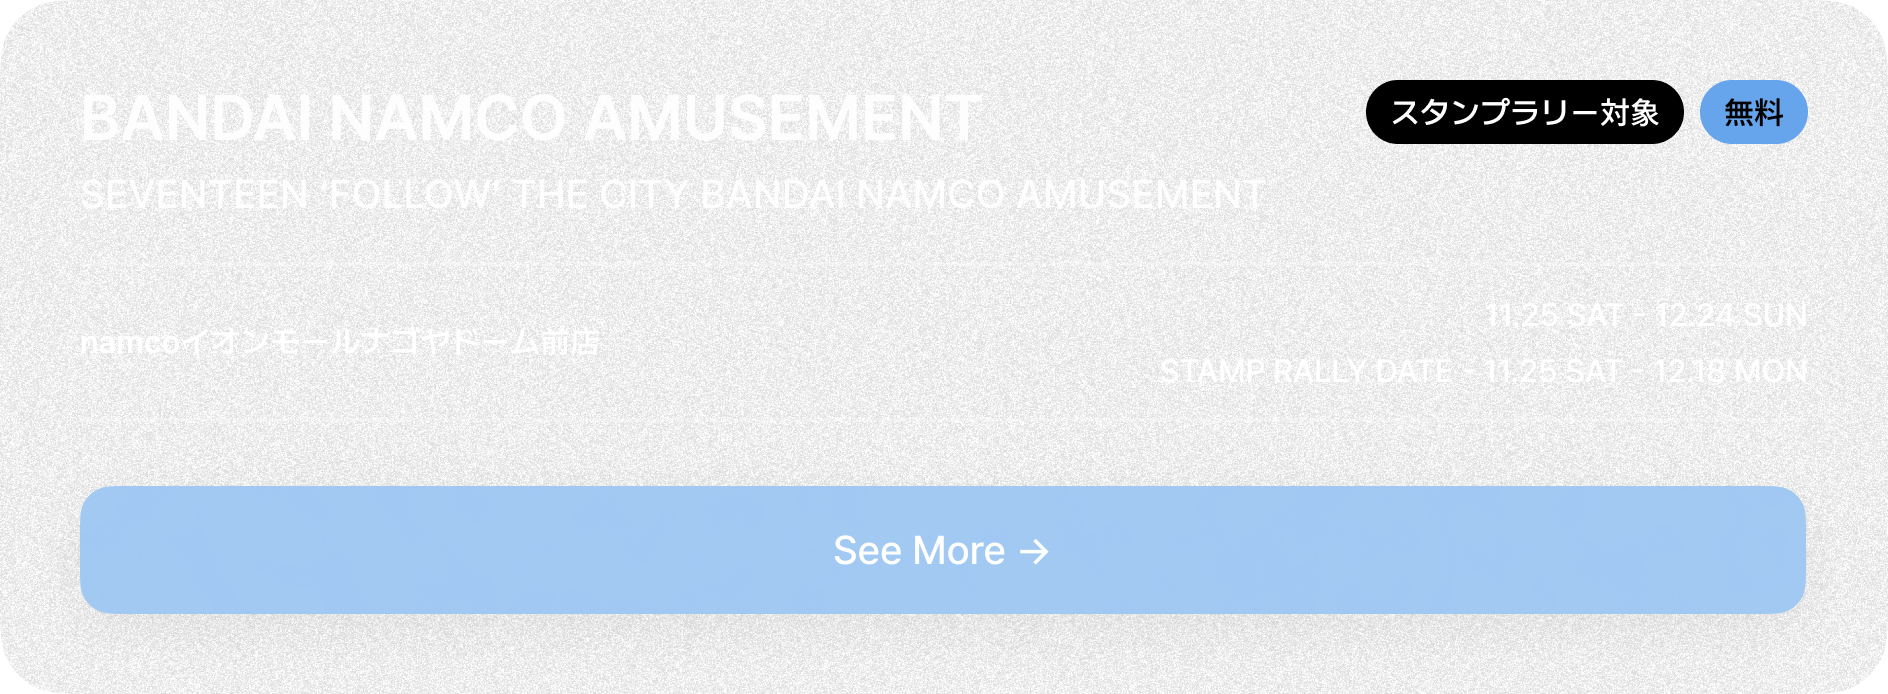 BANDAI NAMCO AMUSEMENT
スタンプラリー対象
無料
SEVENTEEN 'FOLLOW' THE CITY BANDAI NAMCO AMUSEMENT
namcoイオンモールナゴヤドーム前店
11.25 SAT - 12.24 SUN
STAMP RALLY DATE - 11.25 SAT - 12.18 MON
See More →